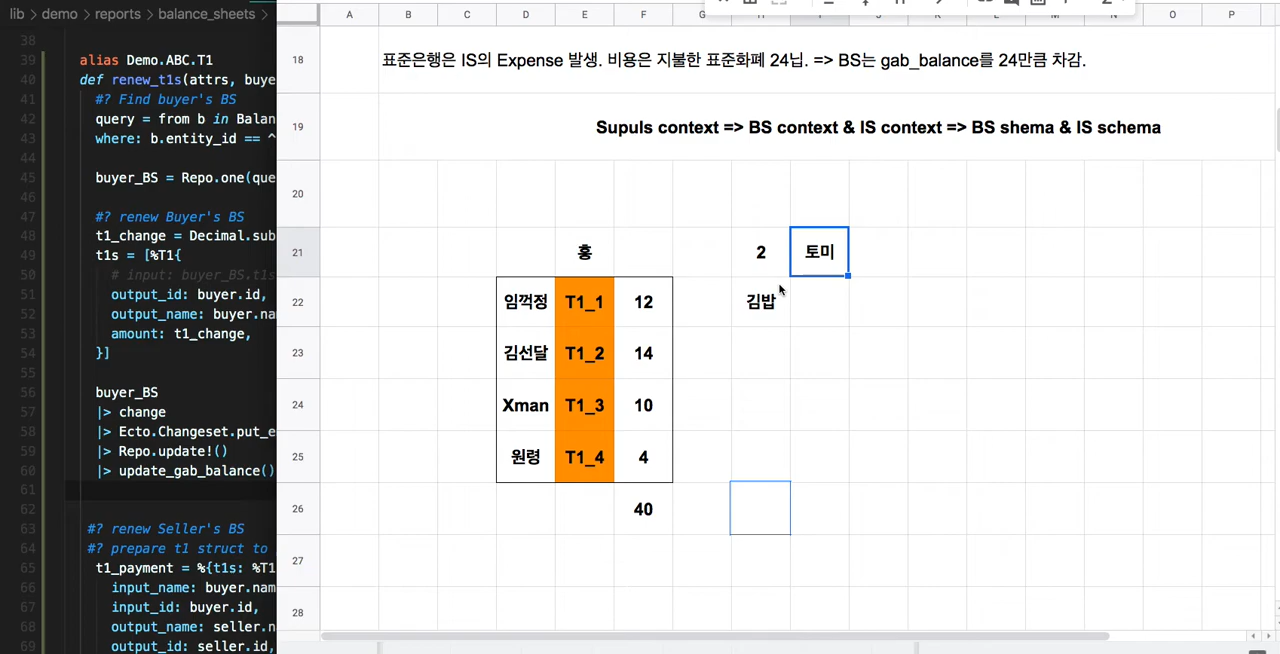 lib > demo > reports > balance_sheets >
38
39 alias Demo.ABC.T1
40 def renew_t1s(attrs, buye
41 #? Find buyer's BS
42 query = from b in Balan
43 where: b.entity_id == ^
44
45 buyer_BS = Repo.one(que
46
47 #? renew Buyer's BS
48 t1_change = Decimal.sub
49 t1s = [%T1{
50 # input: buyer_BS.t1s
51 output_id: buyer.id,
52 output_name: buyer.na
53 amount: t1_change,
54 }]
55
56 buyer_BS
57 |> change
58 |> Ecto.Changeset.put_e
59 |> Repo.update!()
60 |> update_gab_balance()
61
62
63 #? renew Seller's BS
64 #? prepare t1 struct to
65 t1_payment = %{t1s: %T1
66 input_name: buyer.nam
67 input_id: buyer.id,
68 output_name: seller.n
69 output_id: seller.id,
A B C D E F G H I J K L M N O P
18 표준은행은 IS의 Expense 발생. 비용은 지불한 표준화폐 24닙. => BS는 gab_balance를 24만큼 차감.
19 Supuls context => BS context & IS context => BS shema & IS schema
20
21 홍 2 토미
22 임꺽정 T1_1 12 김밥
23 김선달 T1_2 14
24 Xman T1_3 10
25 원령 T1_4 4
26 40
27
28